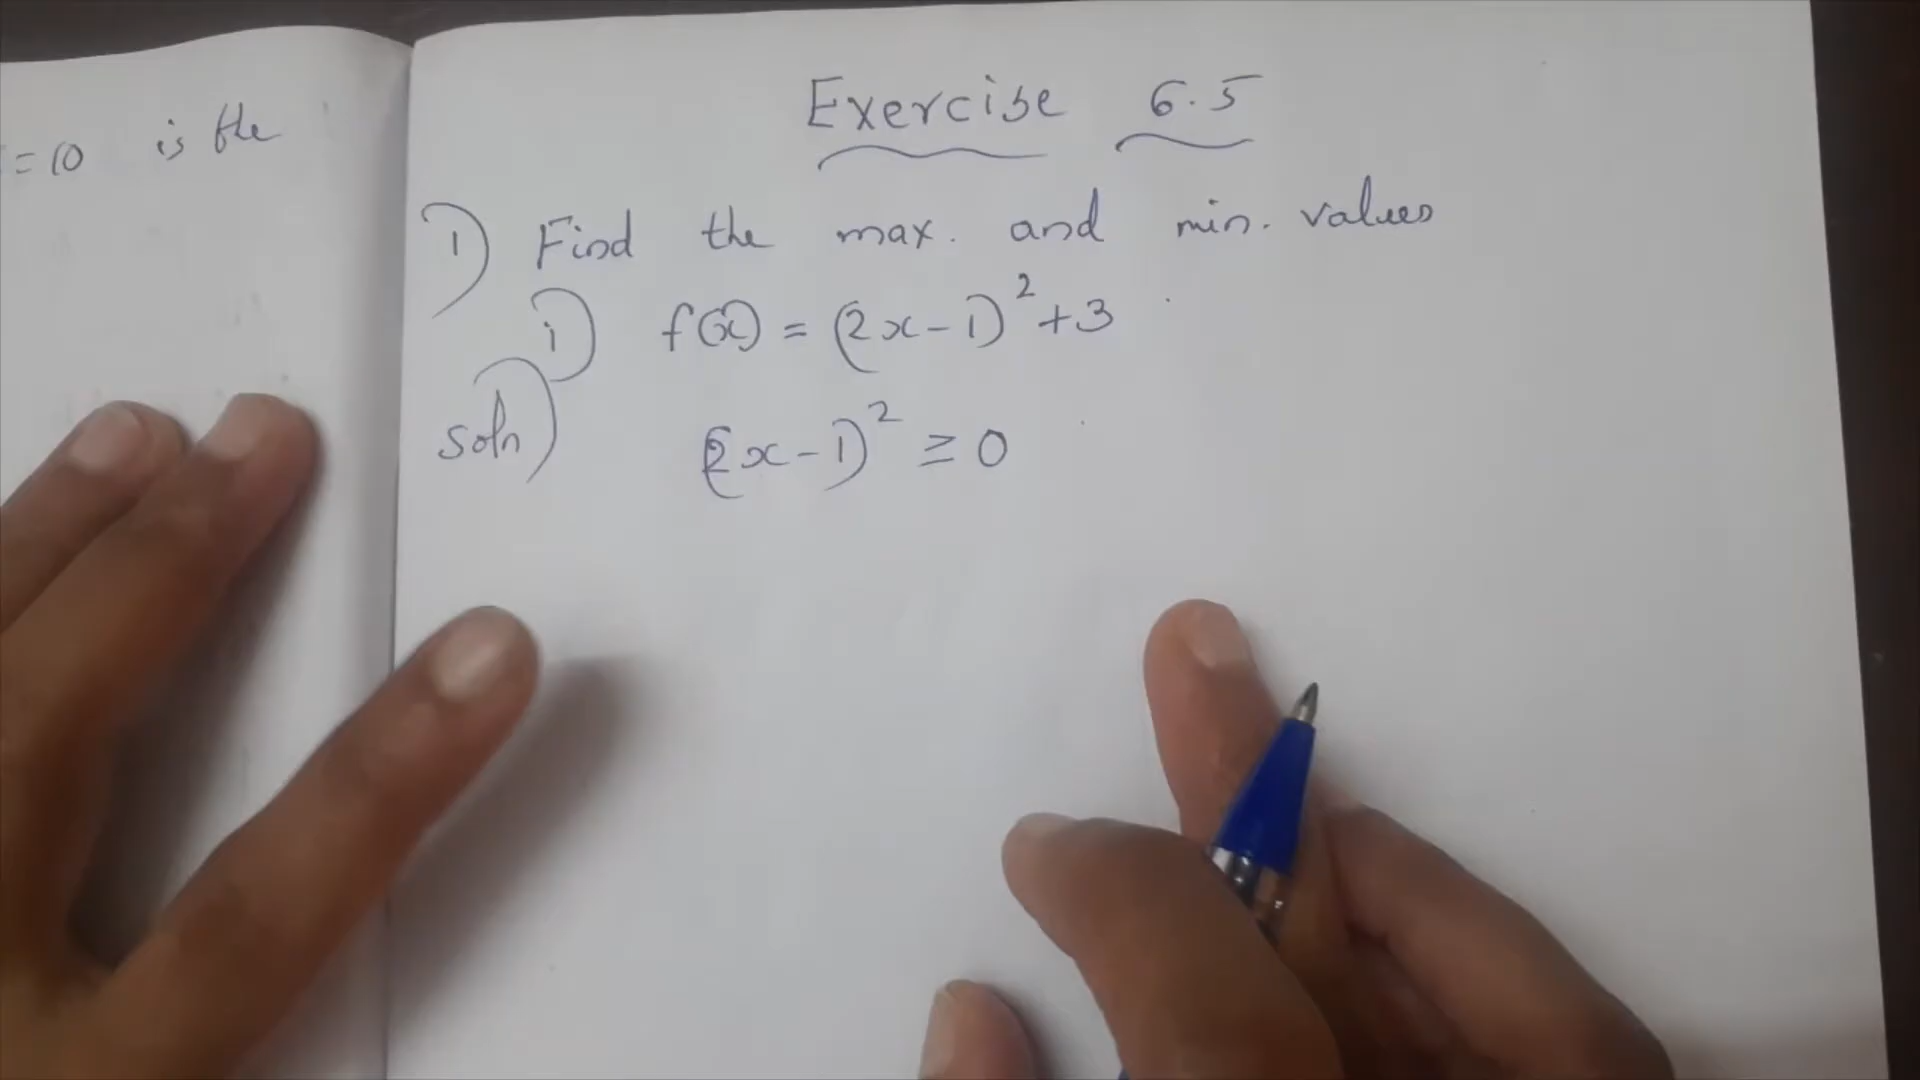 = 10 is the
Exercise 6.5
1) Find the max. and min. values
i) f(x) = (2x-1)² +3
soln) (2x-1)² ≥ 0